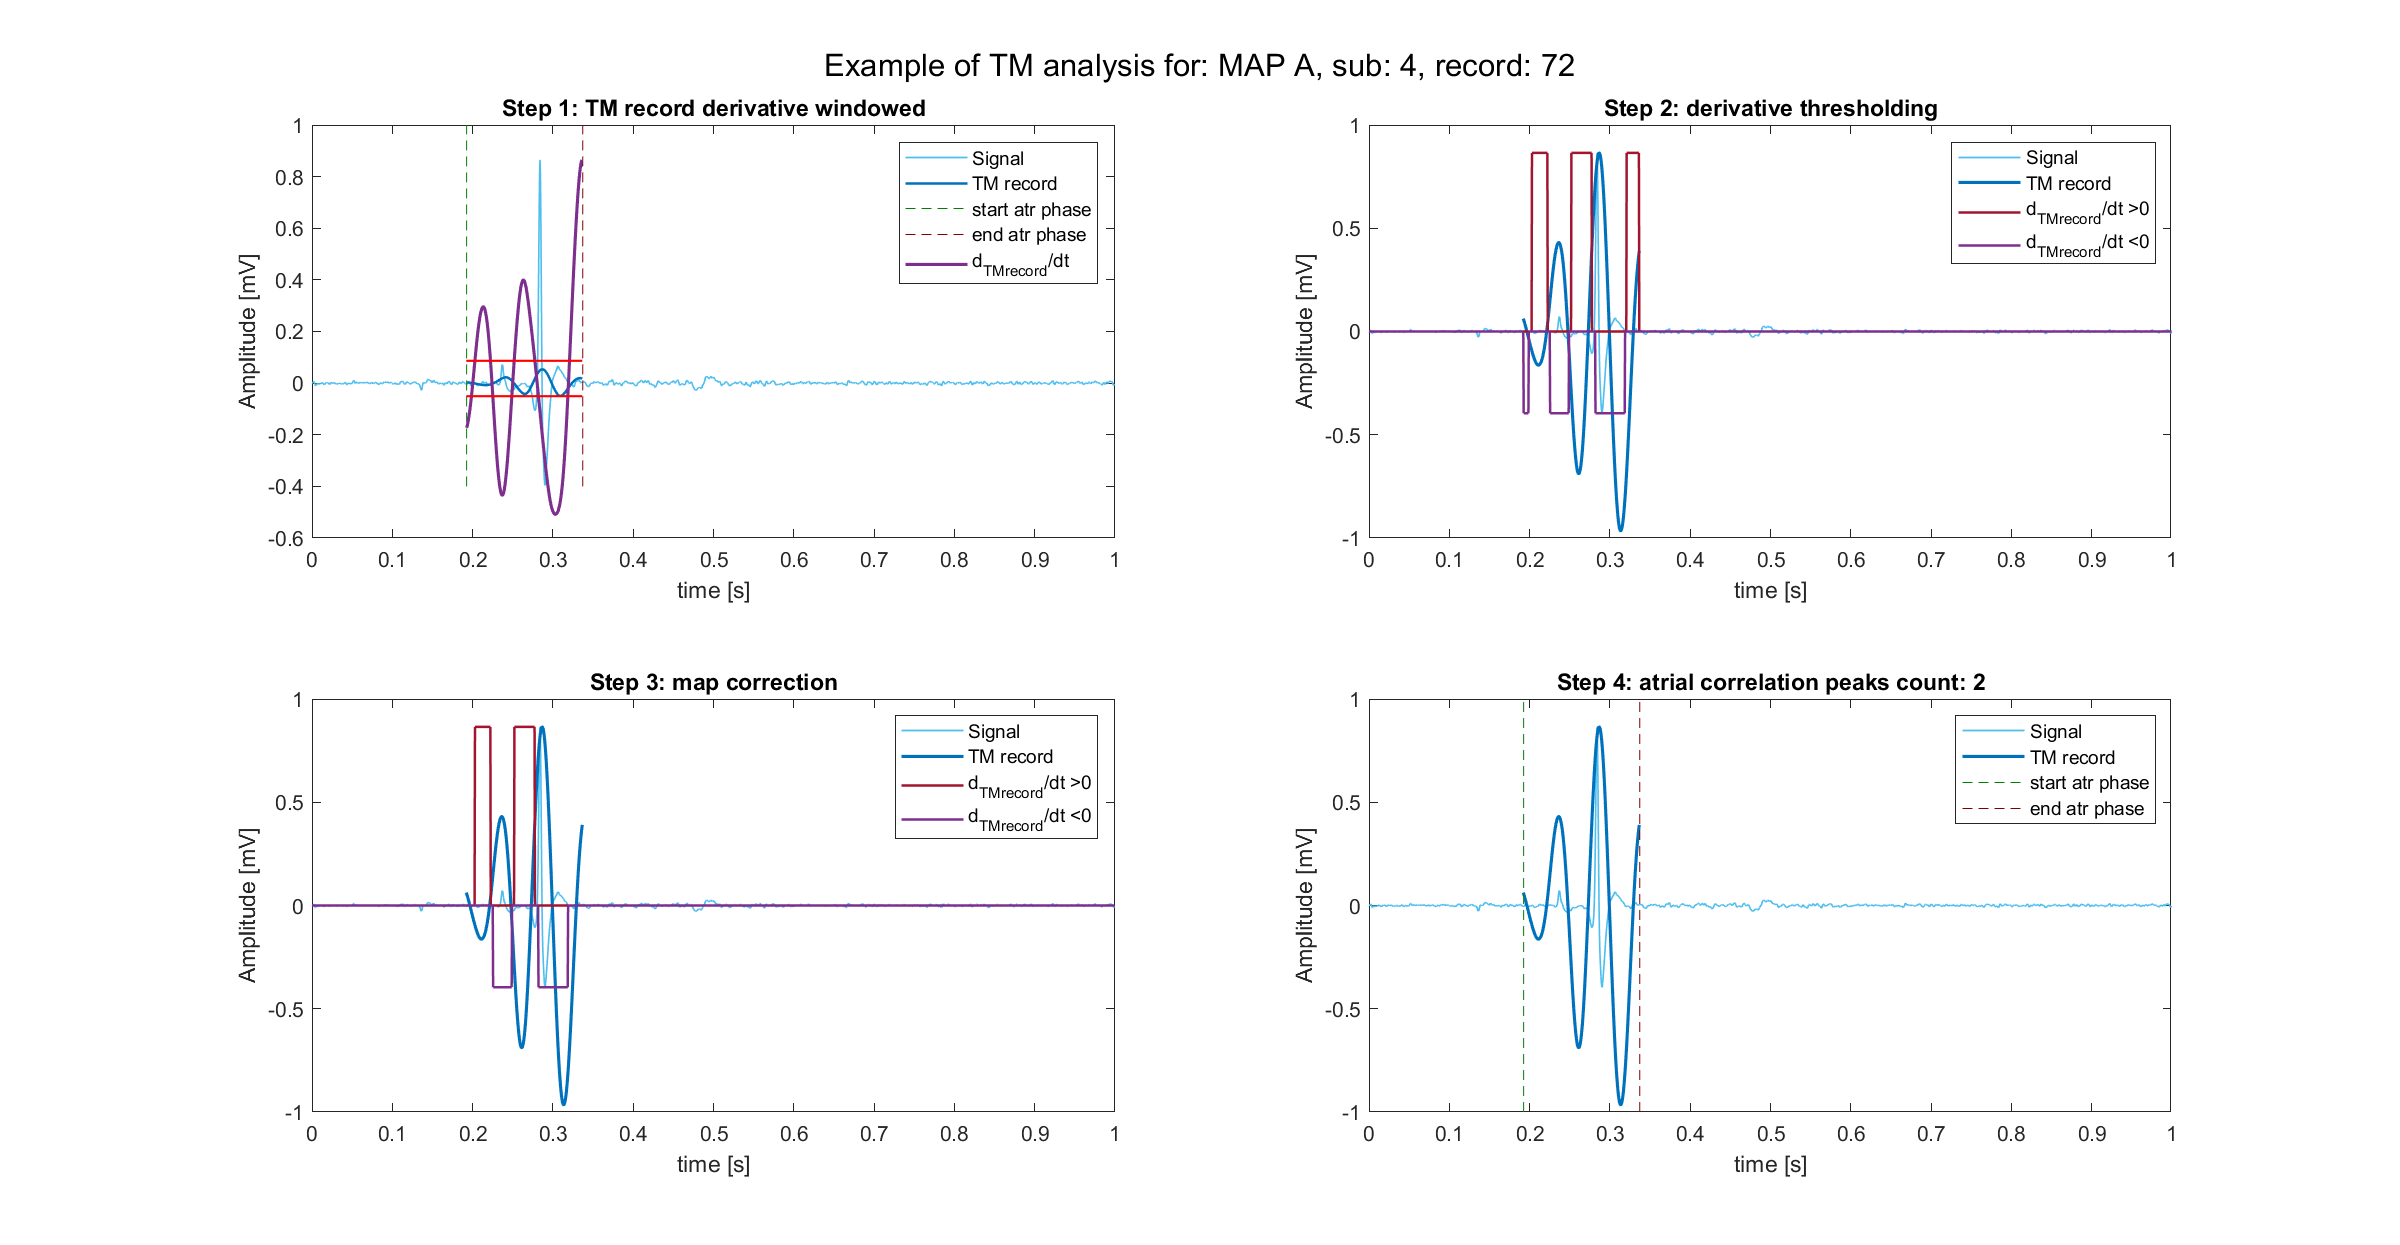 Example of TM analysis for: MAP A, sub: 4, record: 72
Step 1: TM record derivative windowed
1
0.8
0.6
0.4
0.2
0
-0.2
-0.4
-0.6
Amplitude [mV]
0 0.1 0.2 0.3 0.4 0.5 0.6 0.7 0.8 0.9 1
time [s]
Signal
TM record
start atr phase
end atr phase
dTMrecord/dt
Step 2: derivative thresholding
1
0.5
0
-0.5
-1
Amplitude [mV]
0 0.1 0.2 0.3 0.4 0.5 0.6 0.7 0.8 0.9 1
time [s]
Signal
TM record
dTMrecord/dt >0
dTMrecord/dt <0
Step 3: map correction
1
0.5
0
-0.5
-1
Amplitude [mV]
0 0.1 0.2 0.3 0.4 0.5 0.6 0.7 0.8 0.9 1
time [s]
Signal
TM record
dTMrecord/dt >0
dTMrecord/dt <0
Step 4: atrial correlation peaks count: 2
1
0.5
0
-0.5
-1
Amplitude [mV]
0 0.1 0.2 0.3 0.4 0.5 0.6 0.7 0.8 0.9 1
time [s]
Signal
TM record
start atr phase
end atr phase